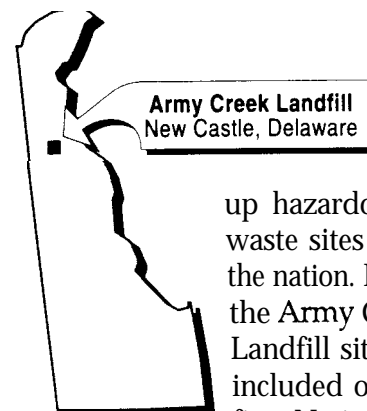 Army Creek Landfill
New Castle, Delaware
up hazardo
waste sites
the nation.
the Army
Landfill sit
included o